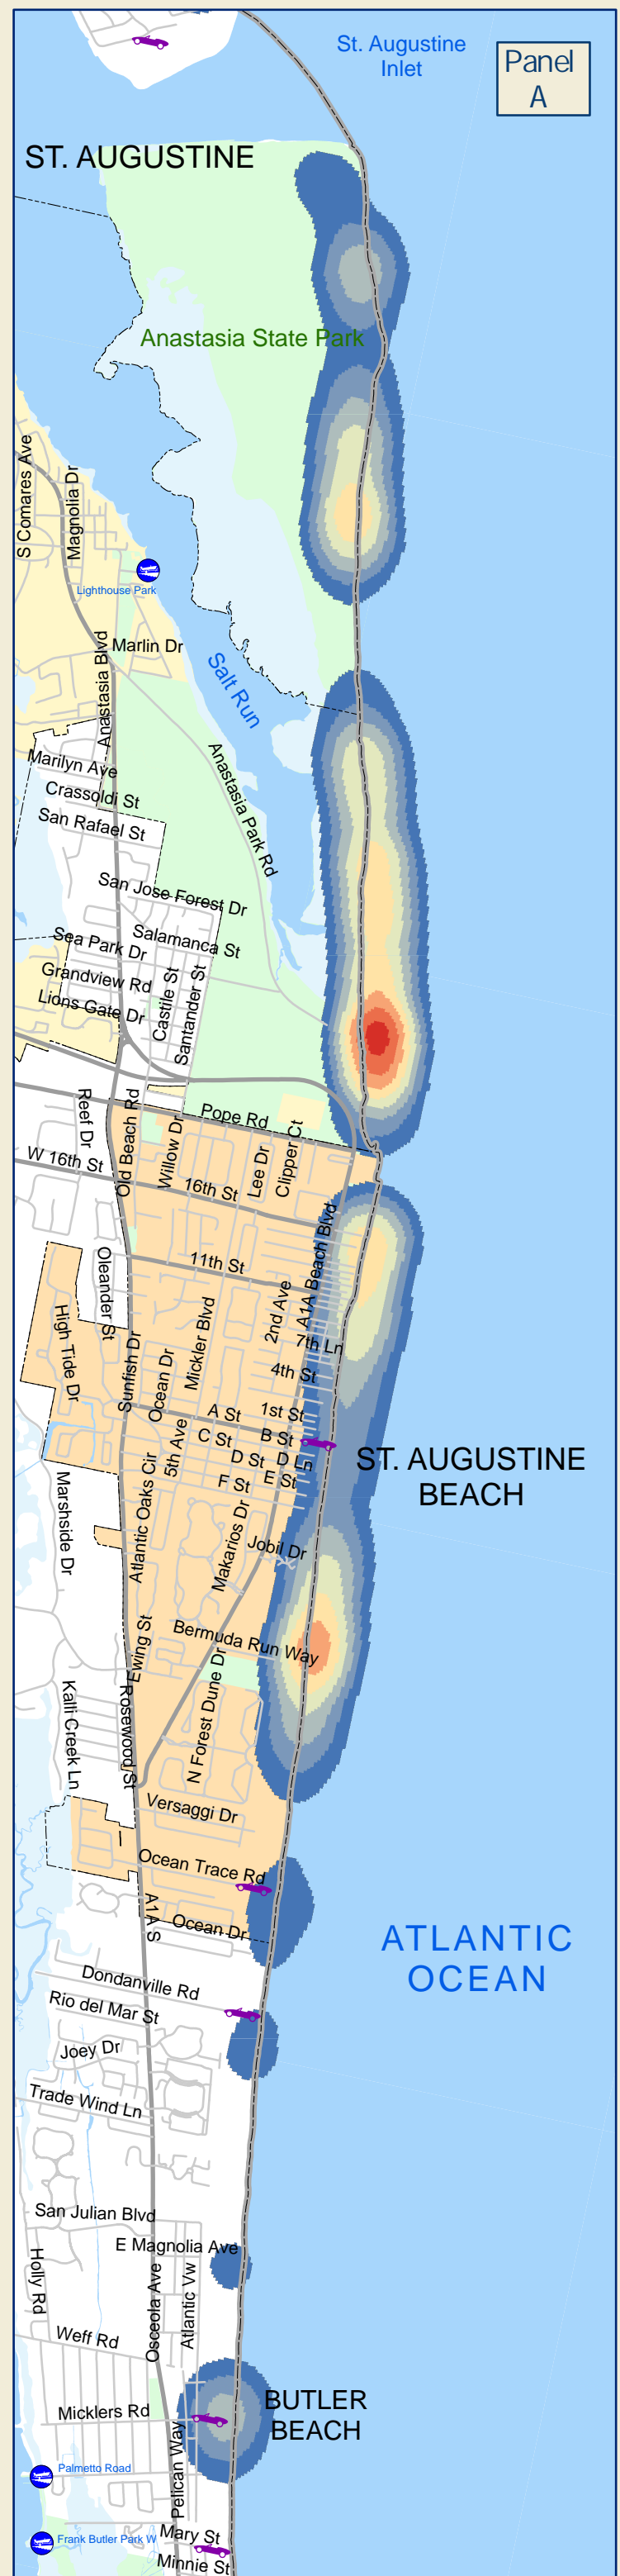 St. Augustine
Inlet
Panel
A
ST. AUGUSTINE
Anastasia State Park
S Comares Ave
Magnolia Dr
Lighthouse Park
Marlin Dr
Anastasia Blvd
Salt Run
Marilyn Ave
Crassoldi St
San Rafael St
Anastasia Park Rd
San Jose Forest Dr
Salamanca St
Sea Park Dr
Grandview Rd
Lions Gate Dr
Castile St
Santander St
Reef Dr
Old Beach Rd
Pope Rd
Willow Dr
Lee Dr
Clipper Ct
W 16th St
16th St
A1A Beach Blvd
11th St
Oleander St
2nd Ave
High Tide Dr
Sunfish Dr
Ocean Dr
Mickler Blvd
7th Ln
4th St
A St
1st St
5th Ave
C St
B St
D St
D Ln
F St
E St
ST. AUGUSTINE
BEACH
Marshside Dr
Atlantic Oaks Cir
Makarios Dr
Jobil Dr
Ewing St
Bermuda Run Way
Kalli Creek Ln
Rosewood St
N Forest Dune Dr
Versaggi Dr
Ocean Trace Rd
A1A S
Ocean Dr
ATLANTIC
OCEAN
Dondanville Rd
Rio del Mar St
Joey Dr
Trade Wind Ln
San Julian Blvd
E Magnolia Ave
Holly Rd
Osceola Ave
Atlantic Vw
Weff Rd
BUTLER
BEACH
Micklers Rd
Pelican Way
Palmetto Road
Frank Butler Park W
Mary St
Minnie St